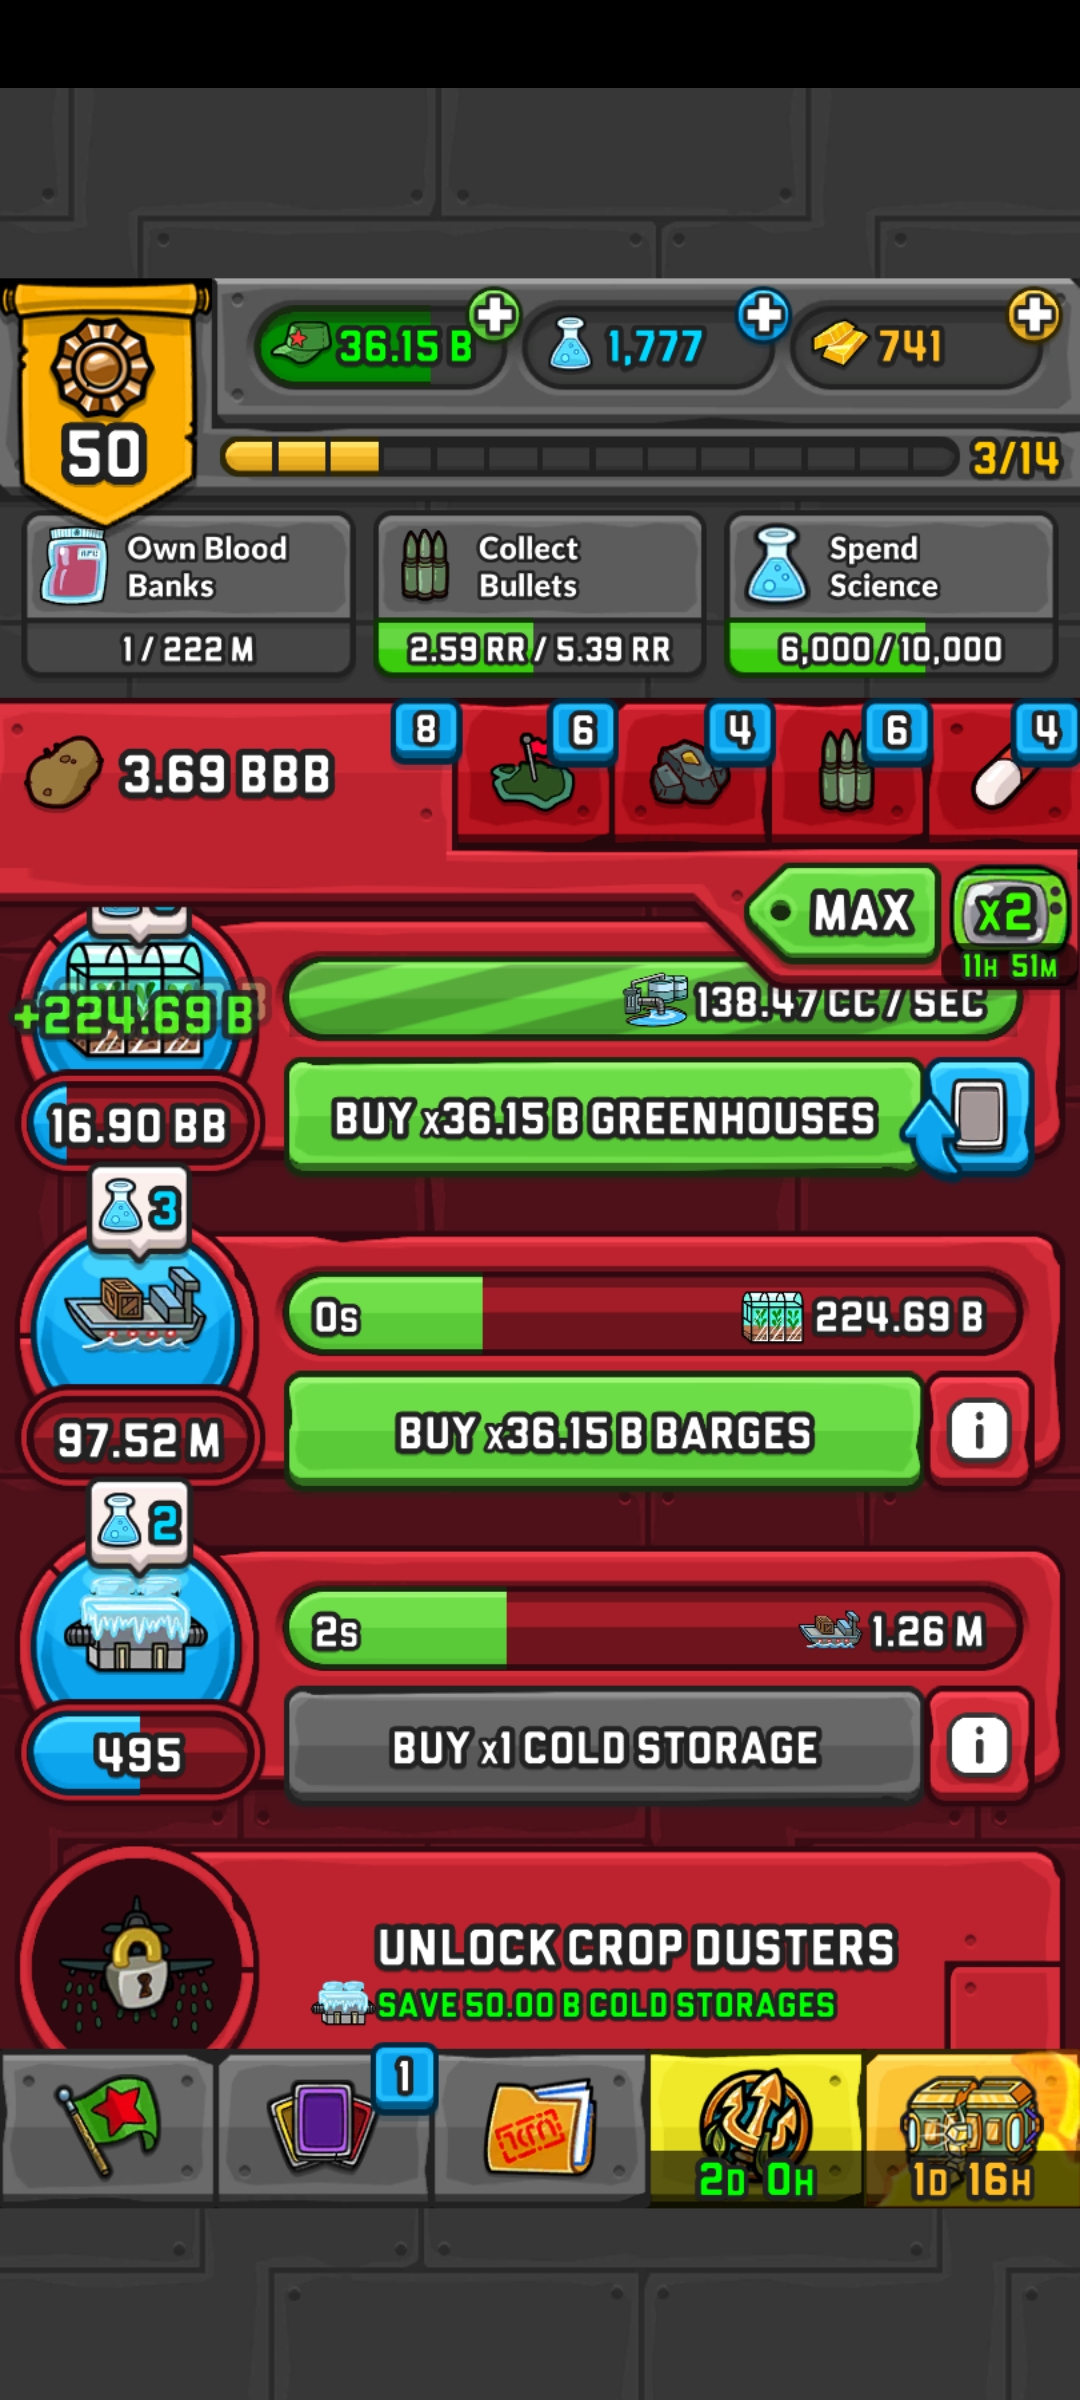 50
36.15 B
1,777
741
3/14
Own Blood
Banks
1 / 222 M
Collect
Bullets
2.59 RR / 5.39 RR
Spend
Science
6,000 / 10,000
3.69 BBB
8
6
4
6
4
MAX
x2
11H 51M
+224.69 B
138.47 CC / SEC
16.90 BB
BUY x36.15 B GREENHOUSES
3
0s
224.69 B
97.52 M
BUY x36.15 B BARGES
i
2
2s
1.26 M
495
BUY x1 COLD STORAGE
i
UNLOCK CROP DUSTERS
SAVE 50.00 B COLD STORAGES
1
2D 0H
1D 16H